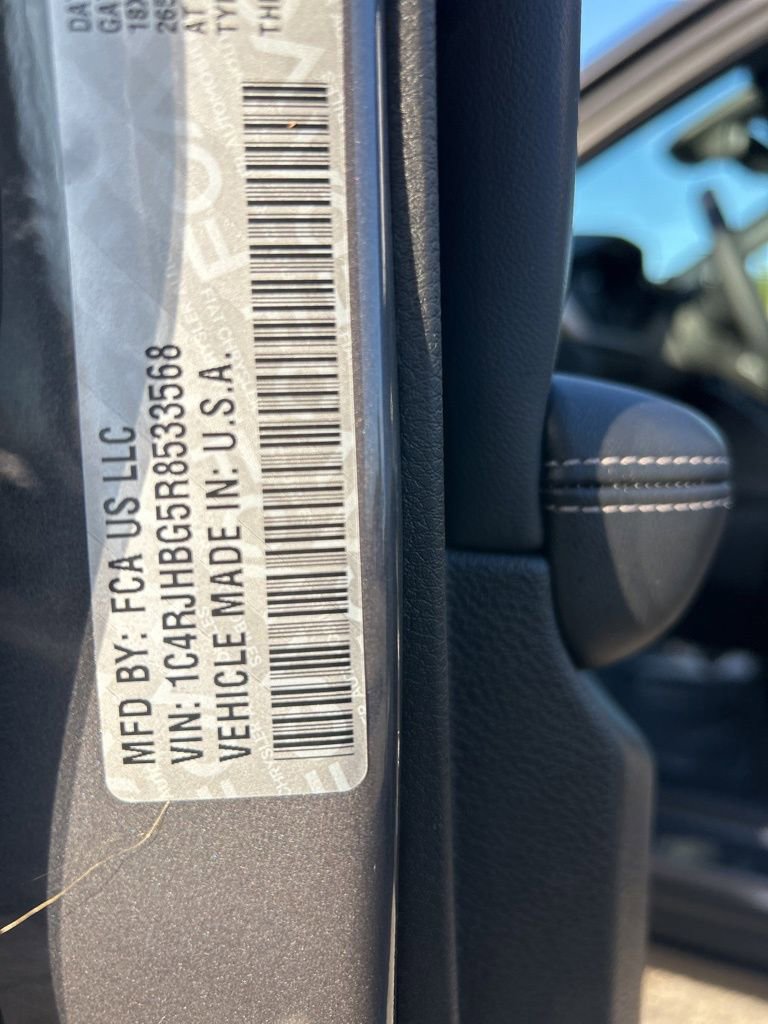 MFD BY: FCA US LLC
VIN: 1C4RJHBG5R8533568
VEHICLE MADE IN: U.S.A.